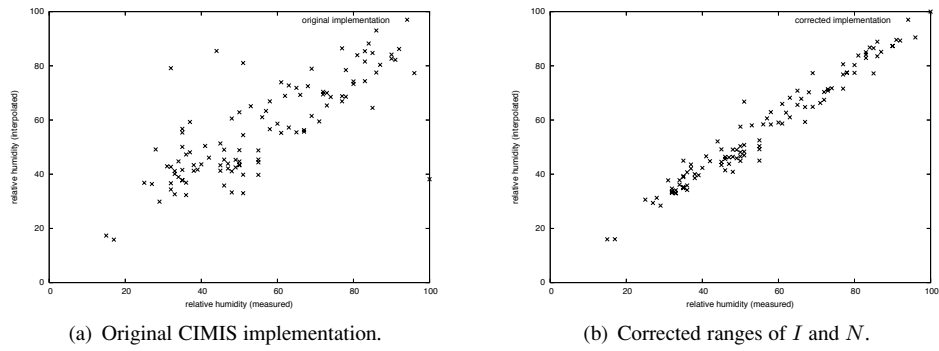 100
80
60
40
20
0
relative humidity (interpolated)
original implementation
0 20 40 60 80 100
relative humidity (measured)
(a) Original CIMIS implementation.
100
80
60
40
20
0
relative humidity (interpolated)
corrected implementation
0 20 40 60 80 100
relative humidity (measured)
(b) Corrected ranges of I and N.